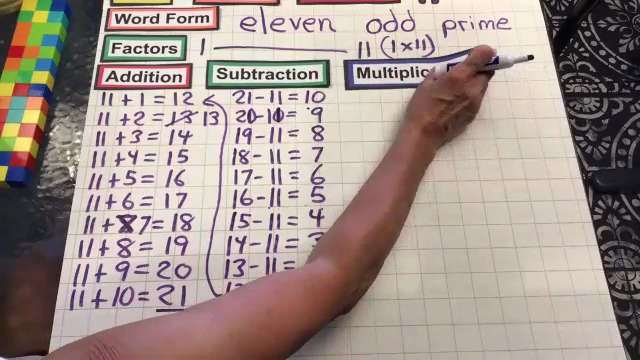 Word Form eleven odd prime
Factors 1 11 (1x11)
Addition Subtraction
11 + 1 = 12 21 - 11 = 10
11 + 2 = 13 13 20 - 11 = 9
11 + 3 = 14 19 - 11 = 8
11 + 4 = 15 18 - 11 = 7
11 + 5 = 16 17 - 11 = 6
11 + 6 = 17 16 - 11 = 5
11 + 7 = 18 15 - 11 = 4
11 + 8 = 19 14 - 11 = 3
11 + 9 = 20 13 - 11 =
11 + 10 = 21